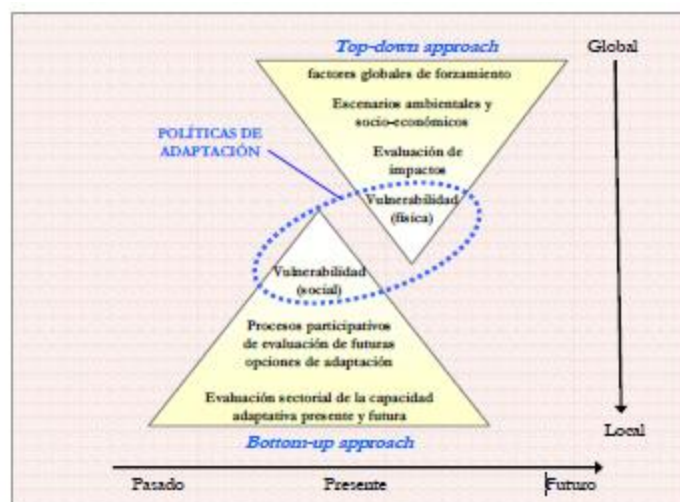 Top-down approach
Global
factores globales de forzamiento
Escenarios ambientales y
socio-económicos
POLÍTICAS DE
ADAPTACIÓN
Evaluación de
impactos
Vulnerabilidad
(física)
Vulnerabilidad
(social)
Procesos participativos
de evaluación de futuras
opciones de adaptación
Evaluación sectorial de la capacidad
adaptativa presente y futura
Local
Bottom-up approach
Pasado
Presente
Futuro